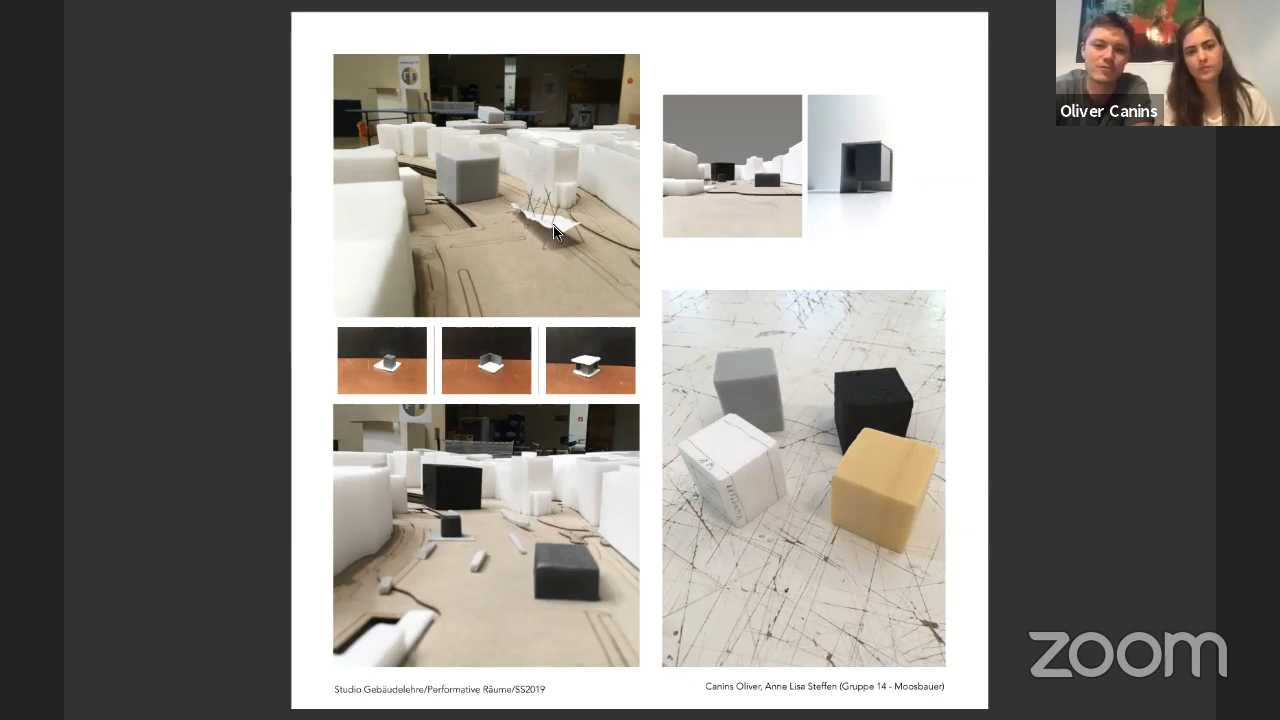 Oliver Canins
Studio Gebäudelehre/Performative Räume/SS2019
Canins Oliver, Anne Lisa Steffen (Gruppe 14 - Moosbauer)
zoom